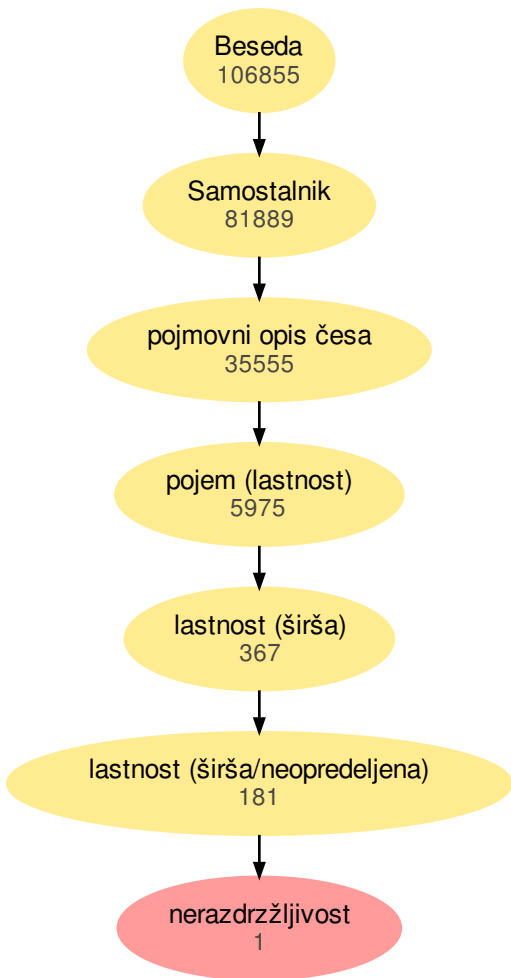 Beseda
106855
Samostalnik
81889
pojmovni opis česa
35555
pojem (lastnost)
5975
lastnost (širša)
367
lastnost (širša/neopredeljena)
181
nerazdrzžljivost
1